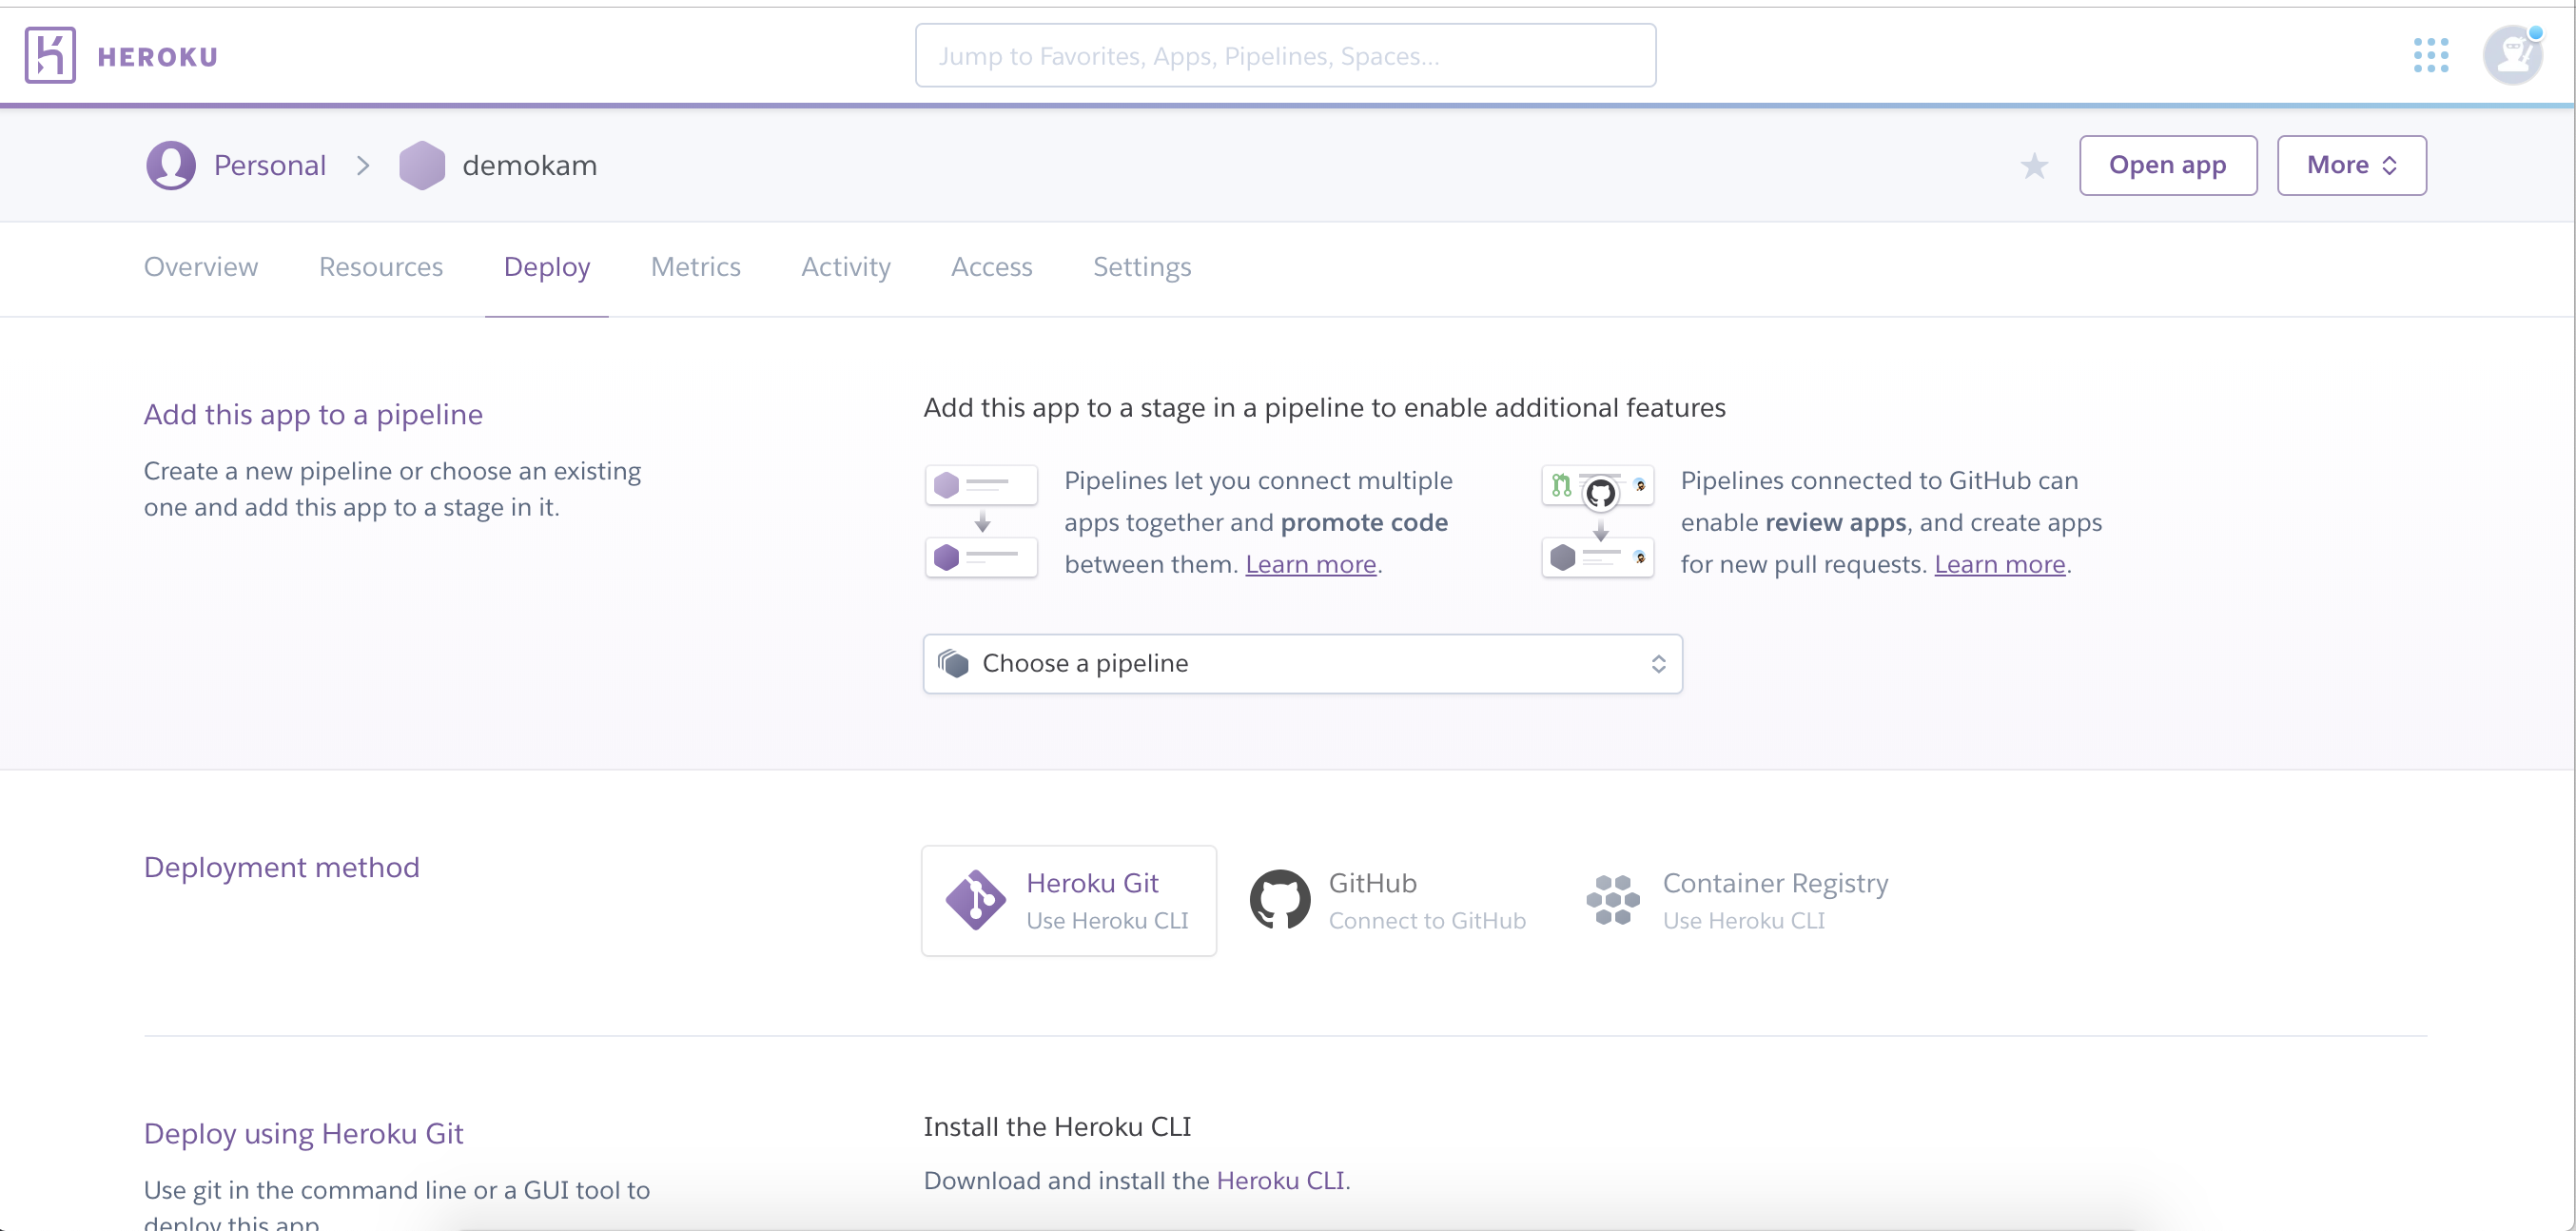 HEROKU
Jump to Favorites, Apps, Pipelines, Spaces...
Personal > demokam
Open app
More
Overview Resources Deploy Metrics Activity Access Settings
Add this app to a pipeline
Create a new pipeline or choose an existing
one and add this app to a stage in it.
Add this app to a stage in a pipeline to enable additional features
Pipelines let you connect multiple
apps together and promote code
between them. Learn more.
Pipelines connected to GitHub can
enable review apps, and create apps
for new pull requests. Learn more.
Choose a pipeline
Deployment method
Heroku Git
Use Heroku CLI
GitHub
Connect to GitHub
Container Registry
Use Heroku CLI
Deploy using Heroku Git
Use git in the command line or a GUI tool to
deploy this app.
Install the Heroku CLI
Download and install the Heroku CLI.